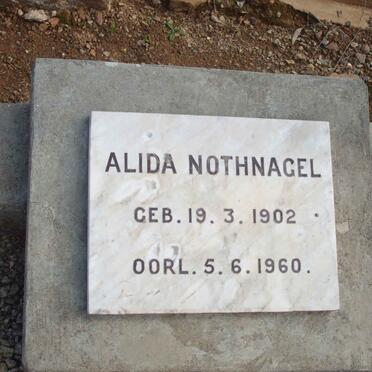 ALIDA NOTHNAGEL
GEB. 19. 3. 1902
OORL. 5. 6. 1960.